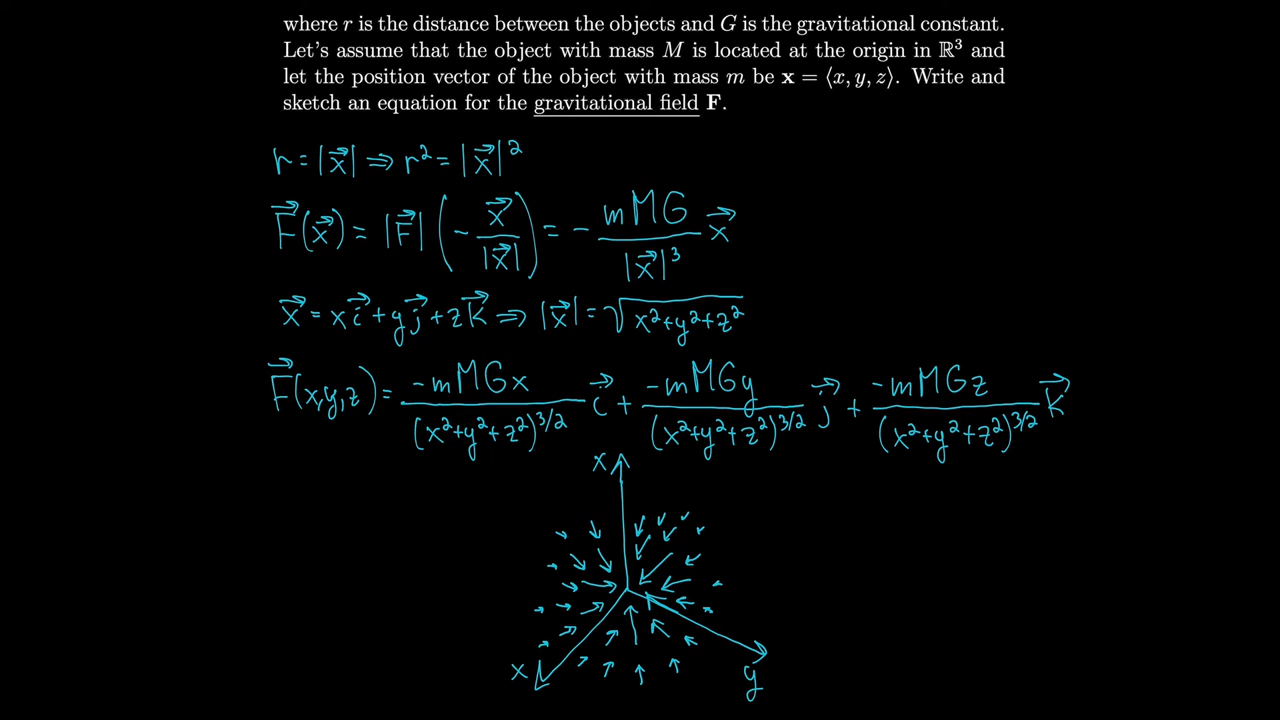 where r is the distance between the objects and G is the gravitational constant.
Let's assume that the object with mass M is located at the origin in ℝ³ and
let the position vector of the object with mass m be 𝐱 = ⟨x, y, z⟩. Write and
sketch an equation for the gravitational field 𝐅.
r = |x⃗| ⇒ r² = |x⃗|²
F⃗(x⃗) = |F⃗| (− x⃗/|x⃗|) = − mMG/|x⃗|³ x⃗
x⃗ = xi⃗ + yj⃗ + zk⃗ ⇒ |x⃗| = √(x²+y²+z²)
F⃗(x,y,z) = −mMGx/(x²+y²+z²)^3/2 i⃗ + −mMGy/(x²+y²+z²)^3/2 j⃗ + −mMGz/(x²+y²+z²)^3/2 k⃗
x
x
y